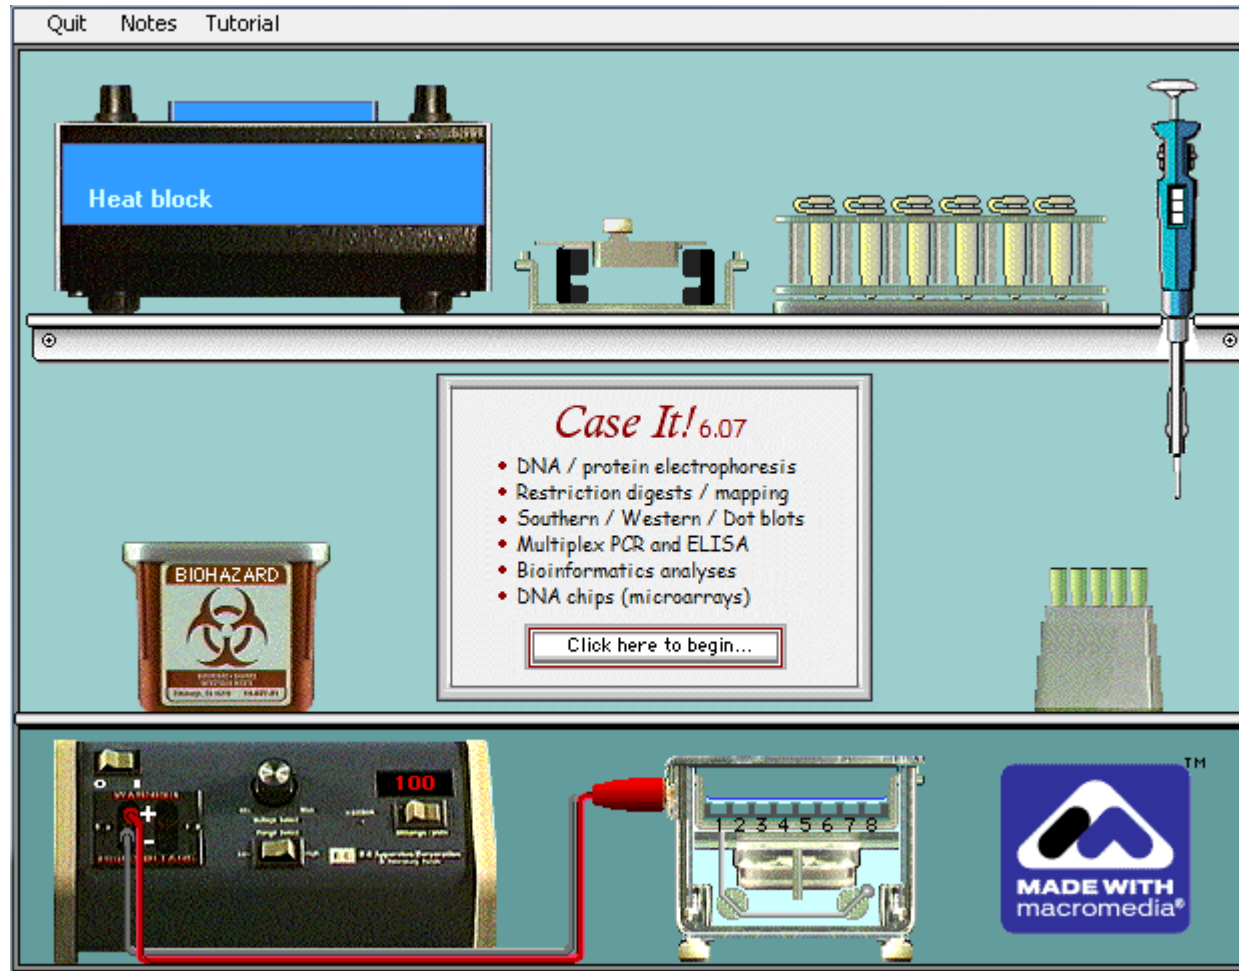 Quit Notes Tutorial
Heat block
Case It! 6.07
• DNA / protein electrophoresis
• Restriction digests / mapping
• Southern / Western / Dot blots
• Multiplex PCR and ELISA
• Bioinformatics analyses
• DNA chips (microarrays)
Click here to begin...
BIOHAZARD
100
WARNING
+
-
1 2 3 4 5 6 7 8
TM
MADE WITH
macromedia®